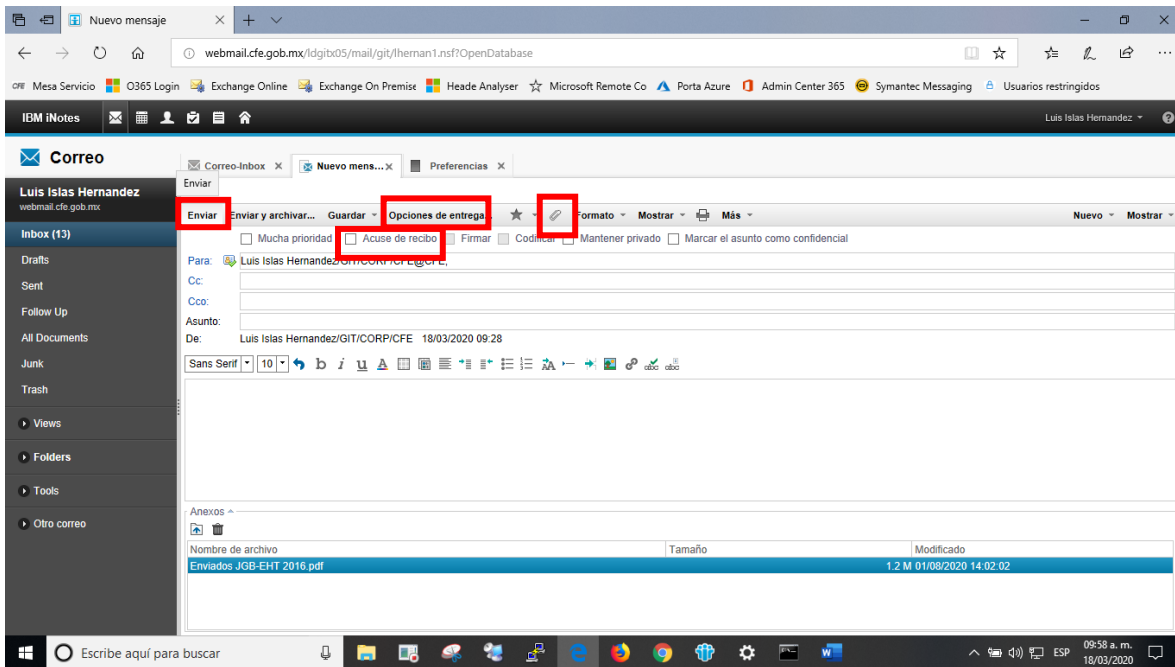 Nuevo mensaje
webmail.cfe.gob.mx/ldgitx05/mail/git/lhernan1.nsf?OpenDatabase
CFE Mesa Servicio O365 Login Exchange Online Exchange On Premise Heade Analyser Microsoft Remote Co Porta Azure Admin Center 365 Symantec Messaging Usuarios restringidos
IBM iNotes Luis Islas Hernandez
Correo
Correo-Inbox X Nuevo mens... X Preferencias X
Enviar
Luis Islas Hernandez
webmail.cfe.gob.mx
Enviar Enviar y archivar... Guardar Opciones de entrega... Formato Mostrar Más Nuevo Mostrar
Inbox (13)
Mucha prioridad Acuse de recibo Firmar Codificar Mantener privado Marcar el asunto como confidencial
Drafts
Para: Luis Islas Hernandez/GIT/CORP/CFE@CFE,
Sent
Cc:
Cco:
Follow Up
Asunto:
All Documents
De: Luis Islas Hernandez/GIT/CORP/CFE 18/03/2020 09:28
Junk
Sans Serif 10 b i u A
Trash
Views
Folders
Tools
Otro correo
Anexos
Nombre de archivo Tamaño Modificado
Enviados JGB-EHT 2016.pdf 1.2 M 01/08/2020 14:02:02
Escribe aquí para buscar ESP 09:58 a. m.
18/03/2020